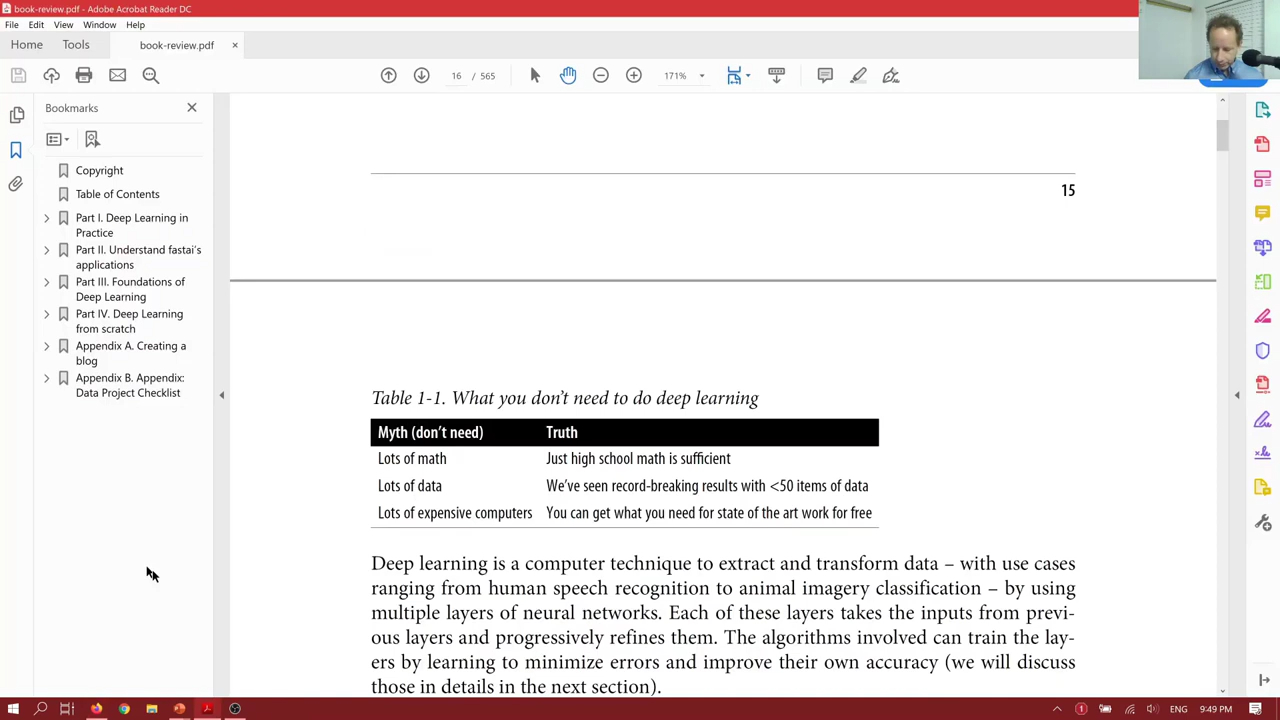 book-review.pdf - Adobe Acrobat Reader DC
File Edit View Window Help
Home Tools book-review.pdf ×
16 / 565 171%
Bookmarks
Copyright
Table of Contents
Part I. Deep Learning in
Practice
Part II. Understand fastai's
applications
Part III. Foundations of
Deep Learning
Part IV. Deep Learning
from scratch
Appendix A. Creating a
blog
Appendix B. Appendix:
Data Project Checklist
15
Table 1-1. What you don't need to do deep learning
Myth (don't need) Truth
Lots of math Just high school math is sufficient
Lots of data We've seen record-breaking results with <50 items of data
Lots of expensive computers You can get what you need for state of the art work for free
Deep learning is a computer technique to extract and transform data – with use cases
ranging from human speech recognition to animal imagery classification – by using
multiple layers of neural networks. Each of these layers takes the inputs from previ-
ous layers and progressively refines them. The algorithms involved can train the lay-
ers by learning to minimize errors and improve their own accuracy (we will discuss
those in details in the next section).
1 ENG 9:49 PM